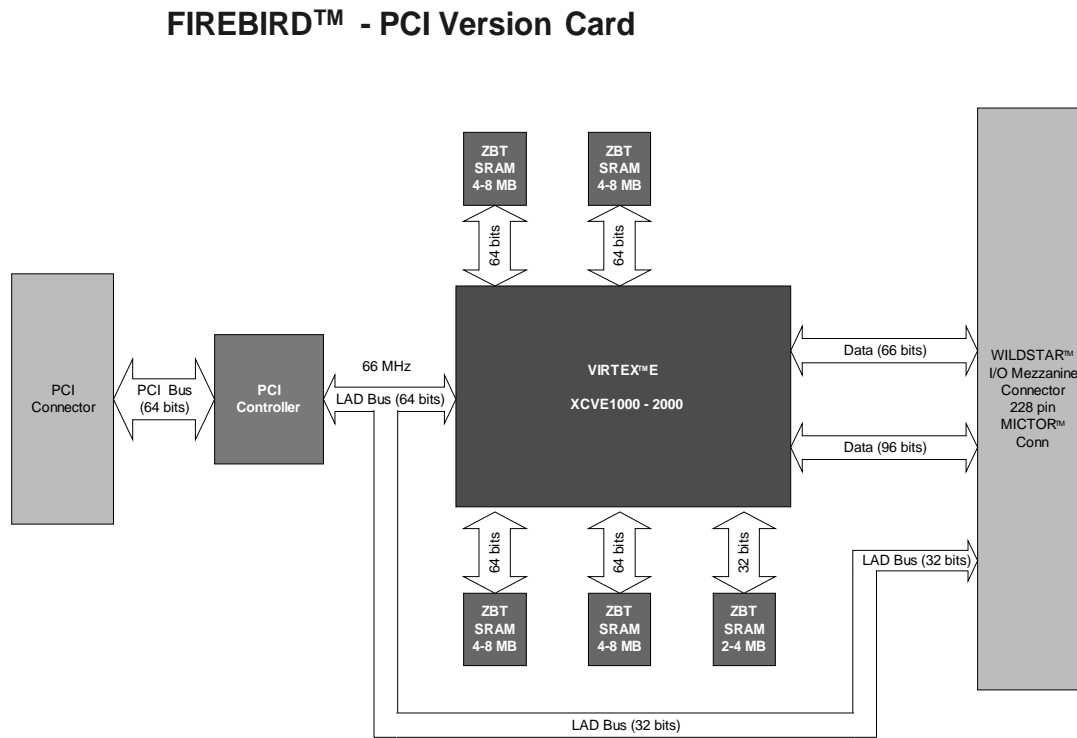 FIREBIRD™ - PCI Version Card
ZBT
SRAM
4-8 MB
ZBT
SRAM
4-8 MB
64 bits
64 bits
PCI
Connector
PCI Bus
(64 bits)
PCI
Controller
66 MHz
LAD Bus (64 bits)
VIRTEX™E
XCVE1000 - 2000
Data (66 bits)
Data (96 bits)
WILDSTAR™
I/O Mezzanine
Connector
228 pin
MICTOR™
Conn
64 bits
64 bits
32 bits
LAD Bus (32 bits)
ZBT
SRAM
4-8 MB
ZBT
SRAM
4-8 MB
ZBT
SRAM
2-4 MB
LAD Bus (32 bits)